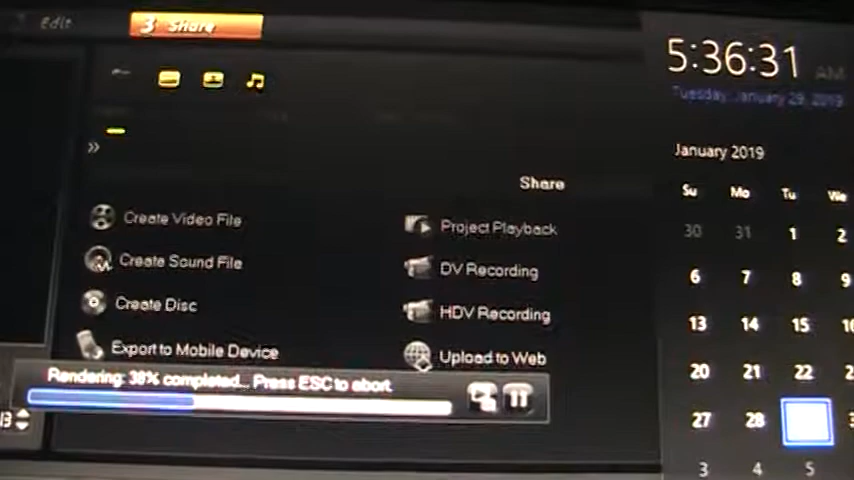 Edit
3 Share
5:36:31 AM
Tuesday, January 29, 2019
January 2019
Su Mo Tu We
30 31 1 2
6 7 8 9
13 14 15
20 21 22
27 28
3 4 5
Share
Create Video File
Create Sound File
Create Disc
Export to Mobile Device
Project Playback
DV Recording
HDV Recording
Upload to Web
Rendering: 38% completed... Press ESC to abort.